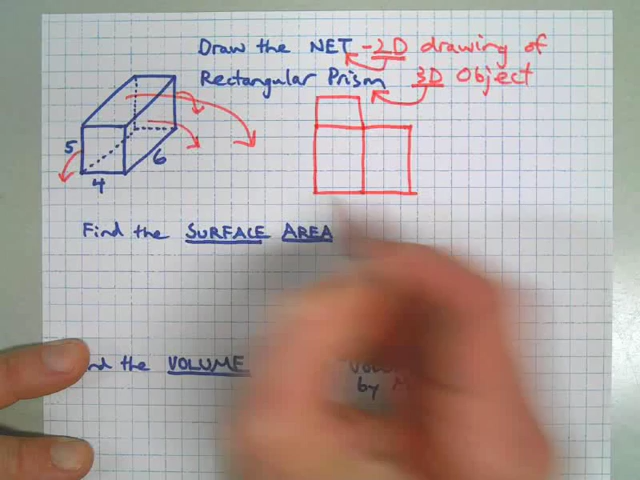 Draw the NET - 2D drawing of
Rectangular Prism 3D Object
5
6
4
Find the SURFACE AREA
the VOLUME
by